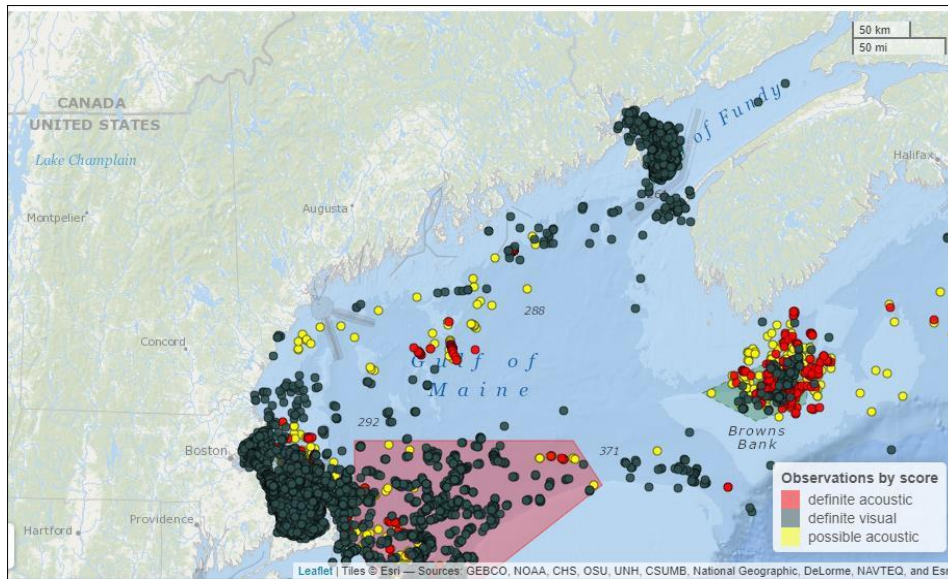 50 km
50 mi
CANADA
UNITED STATES
Lake Champlain
of Fundy
Halifax
Montpelier
Augusta
288
Concord
Gulf of
Maine
292
Browns
Bank
371
Boston
Observations by score
definite acoustic
definite visual
possible acoustic
Providence
Hartford
Leaflet | Tiles © Esri — Sources: GEBCO, NOAA, CHS, OSU, UNH, CSUMB, National Geographic, DeLorme, NAVTEQ, and Es